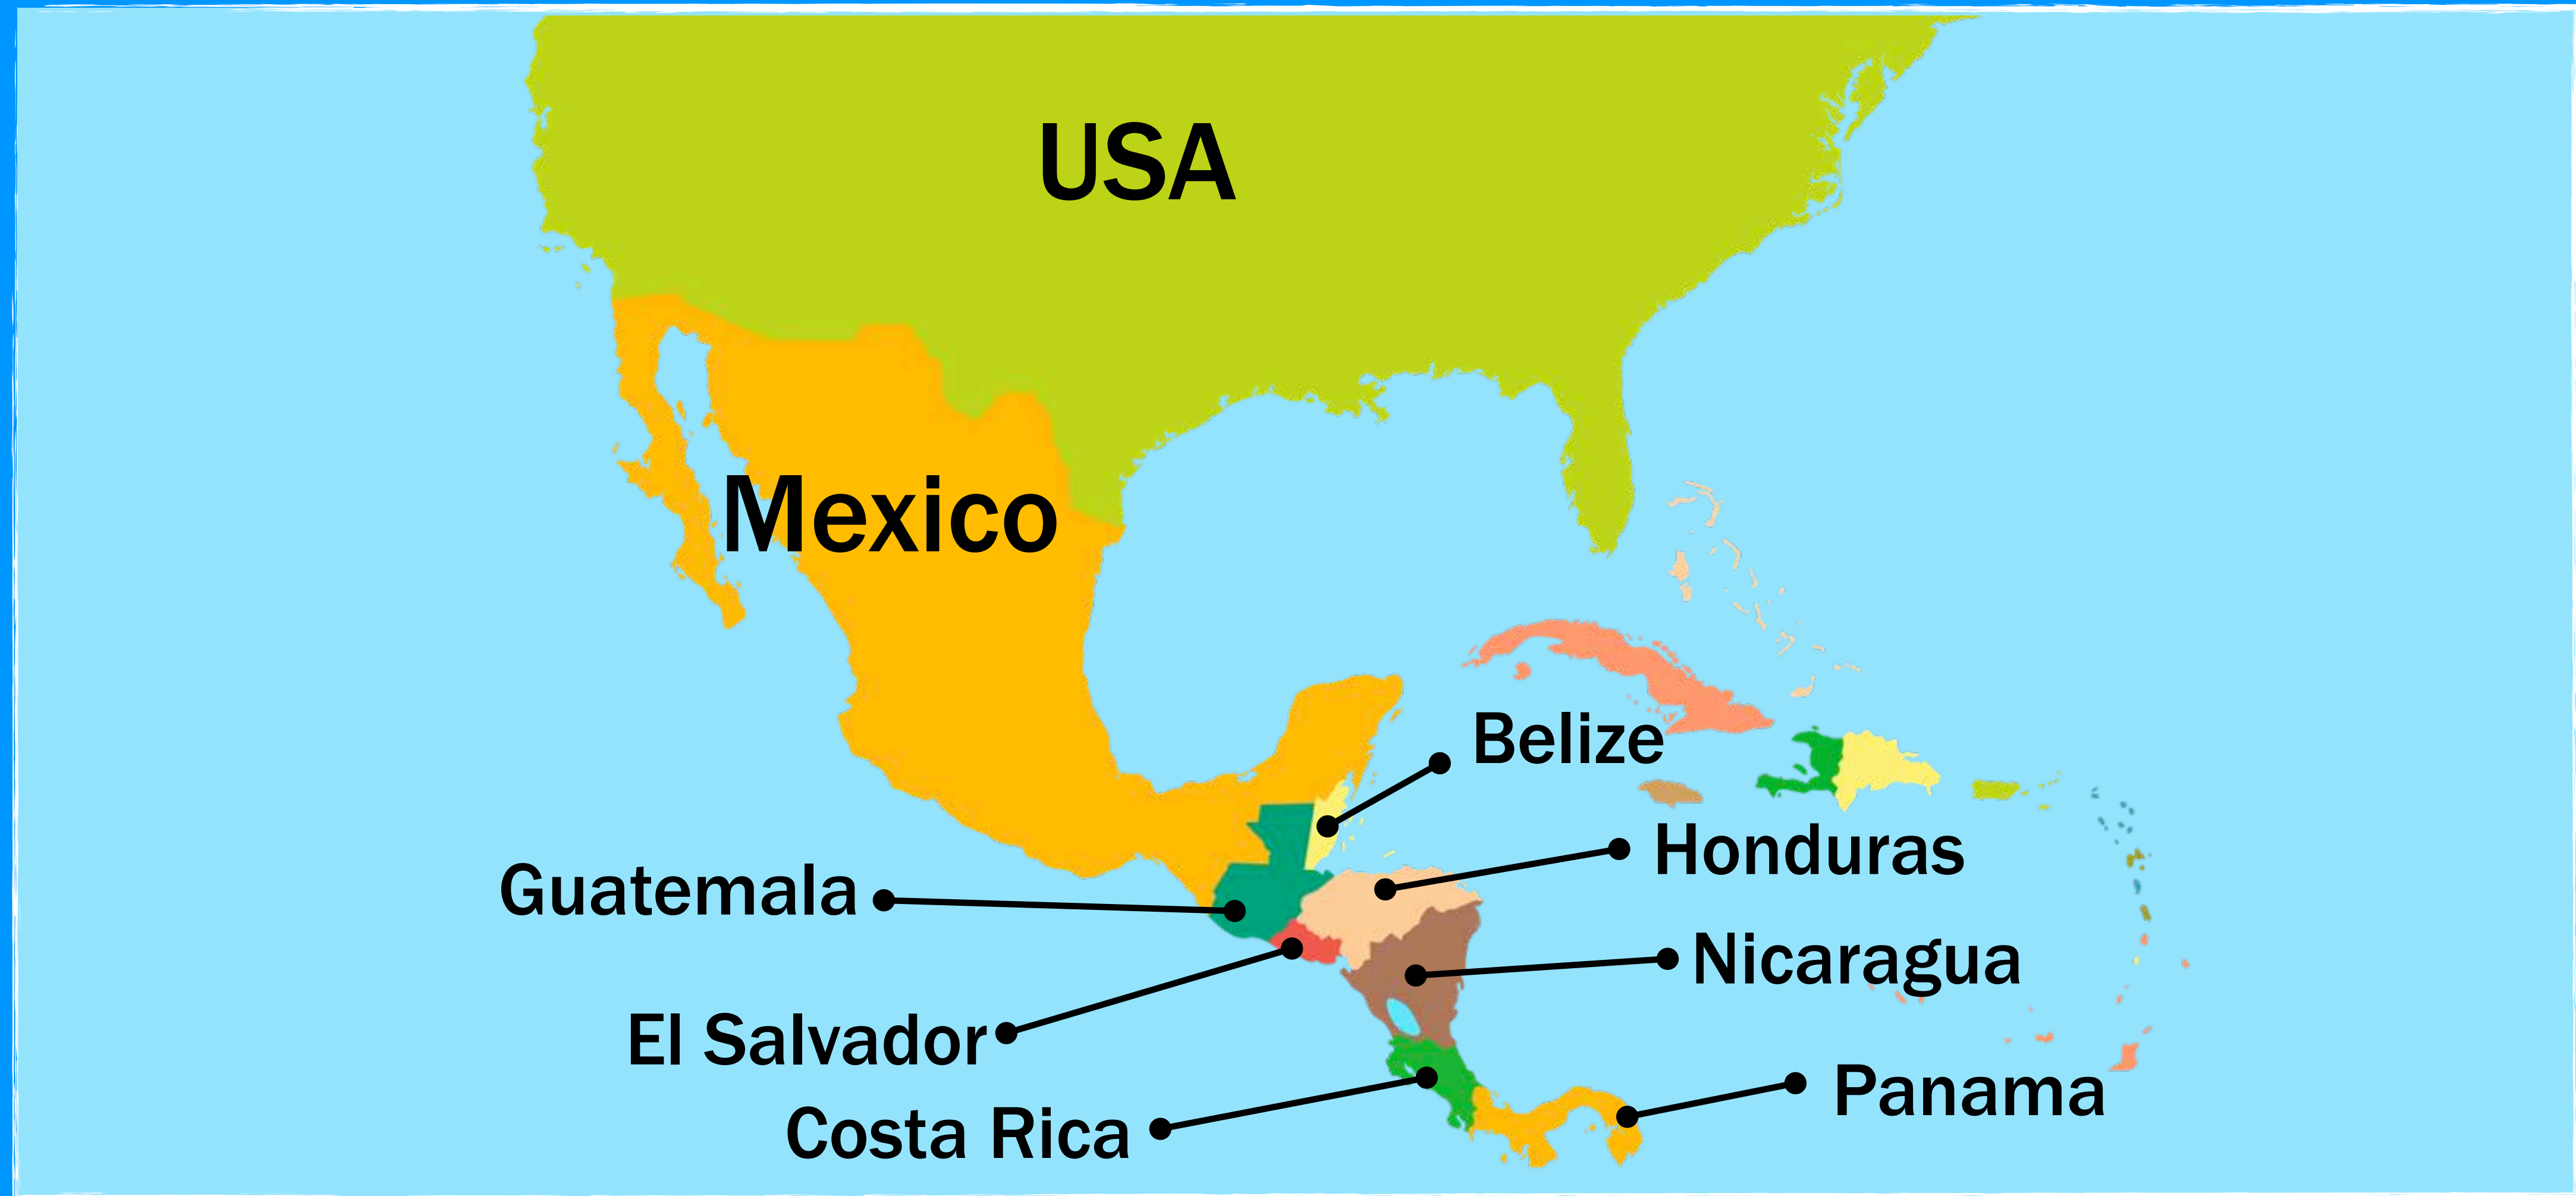 USA
Mexico
Belize
Honduras
Guatemala
Nicaragua
El Salvador
Panama
Costa Rica